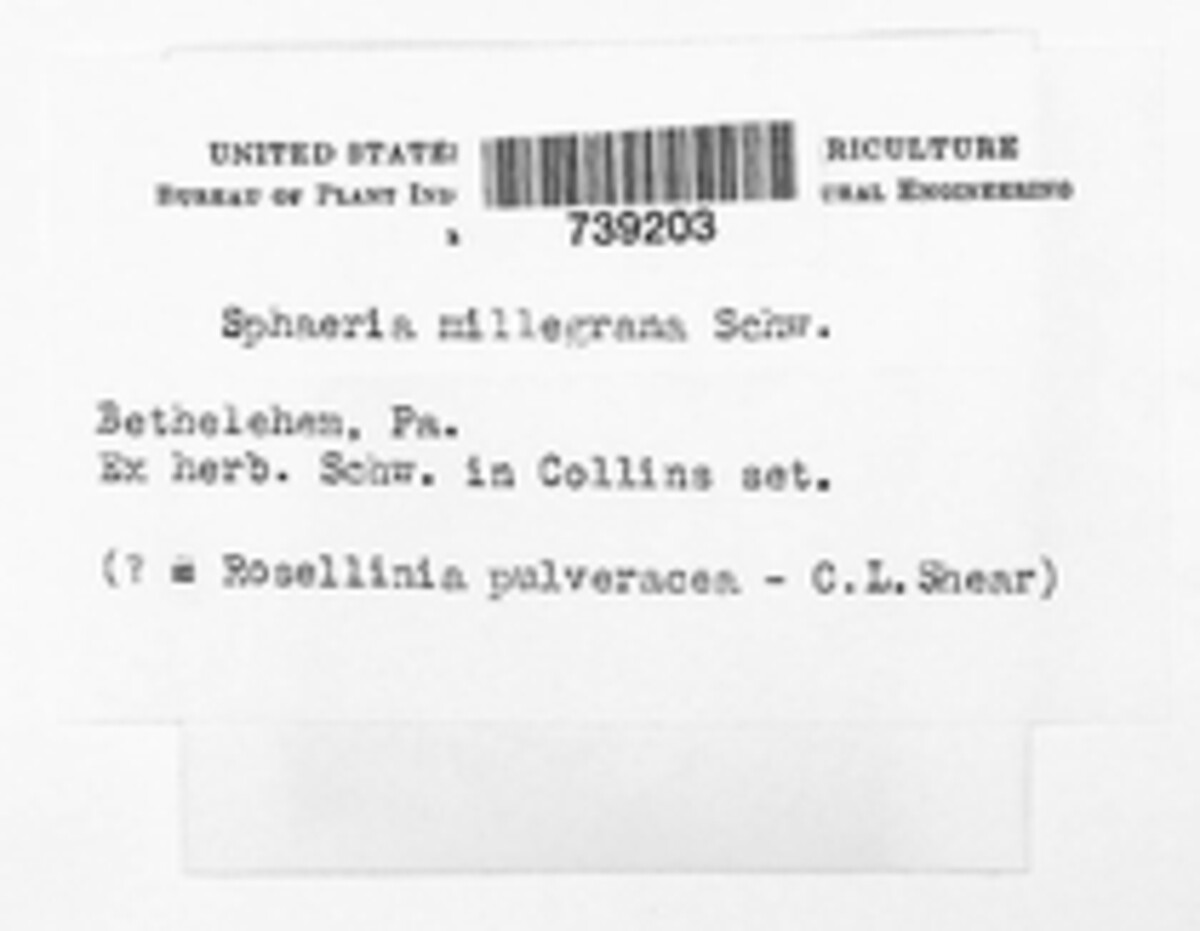 UNITED STATES RICULTURE
BUREAU OF PLANT IND URAL ENGINEERING
739203
Sphaeria millegrana Schw.
Bethelehem, Pa.
Ex herb. Schw. in Collins set.
(? = Rosellinia pulveracea - C.L.Shear)